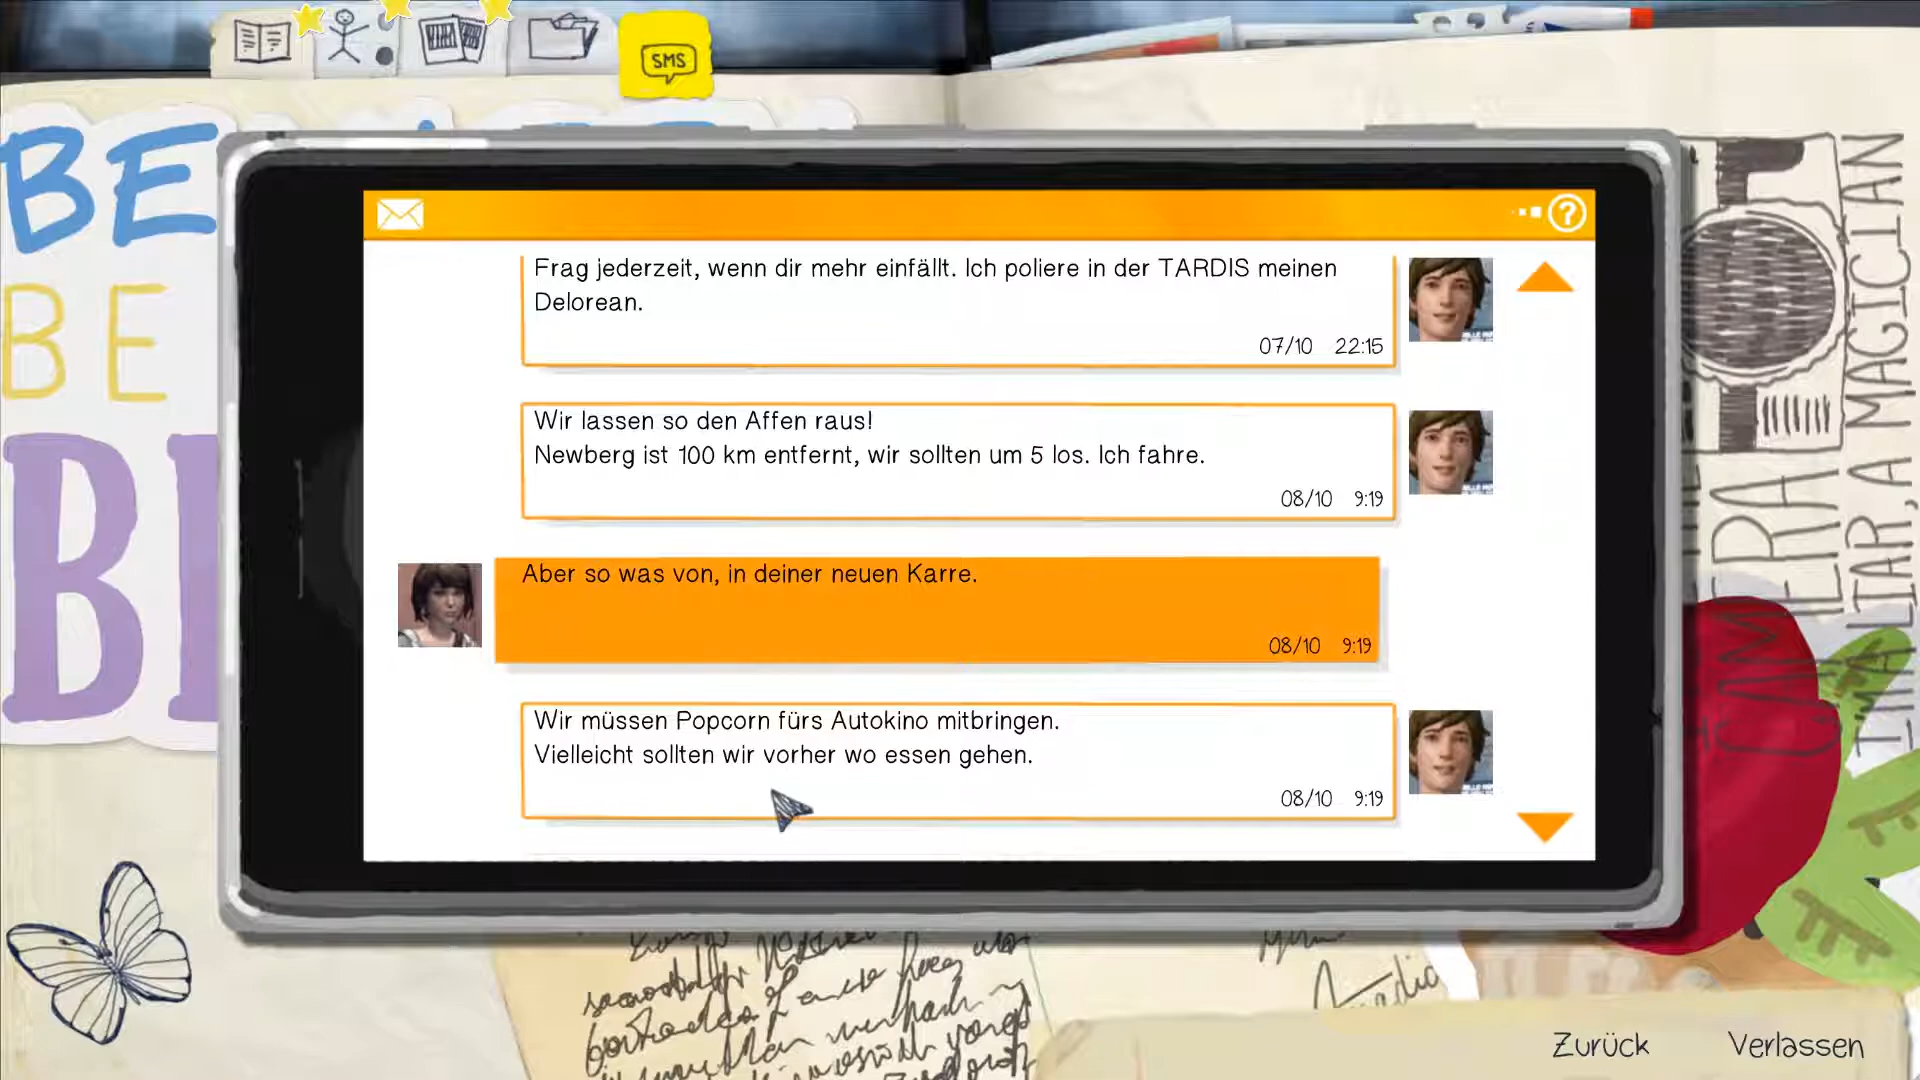 SMS
BE
BE
Frag jederzeit, wenn dir mehr einfällt. Ich poliere in der TARDIS meinen
Delorean.
07/10 22:15
Wir lassen so den Affen raus!
Newberg ist 100 km entfernt, wir sollten um 5 los. Ich fahre.
08/10 9:19
Aber so was von, in deiner neuen Karre.
08/10 9:19
Wir müssen Popcorn fürs Autokino mitbringen.
Vielleicht sollten wir vorher wo essen gehen.
08/10 9:19
?
CAMERA
LIAR, A MAGICIAN
Zurück
Verlassen